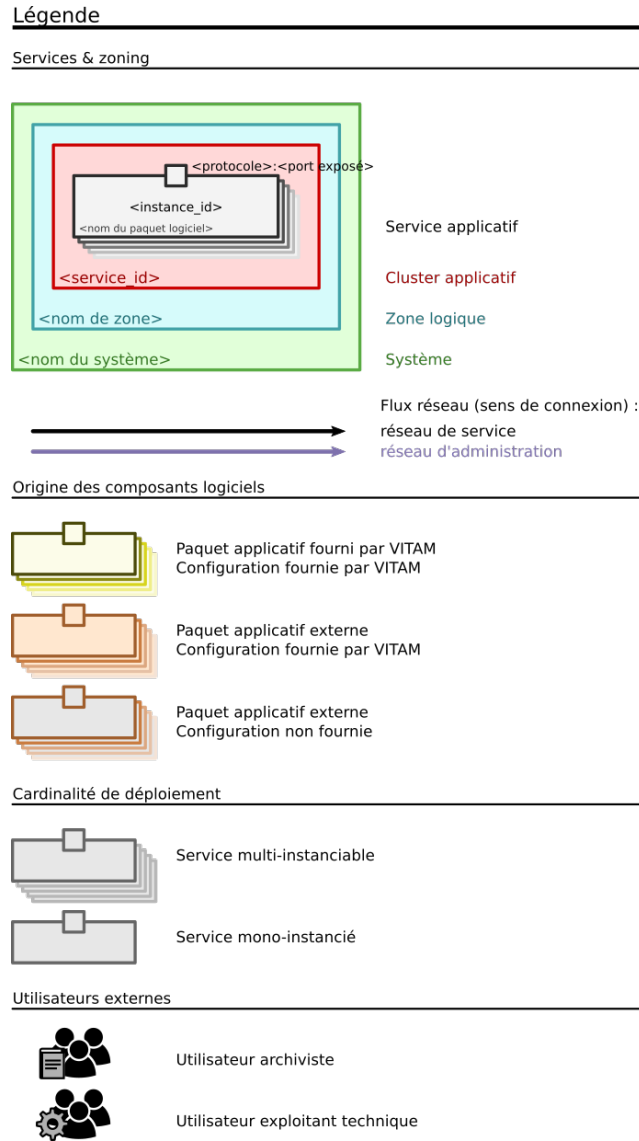 Légende
Services & zoning
<protocole>:<port exposé>
<instance_id>
<nom du paquet logiciel>
Service applicatif
<service_id>
Cluster applicatif
<nom de zone>
Zone logique
<nom du système>
Système
Flux réseau (sens de connexion) :
réseau de service
réseau d'administration
Origine des composants logiciels
Paquet applicatif fourni par VITAM
Configuration fournie par VITAM
Paquet applicatif externe
Configuration fournie par VITAM
Paquet applicatif externe
Configuration non fournie
Cardinalité de déploiement
Service multi-instanciable
Service mono-instancié
Utilisateurs externes
Utilisateur archiviste
Utilisateur exploitant technique